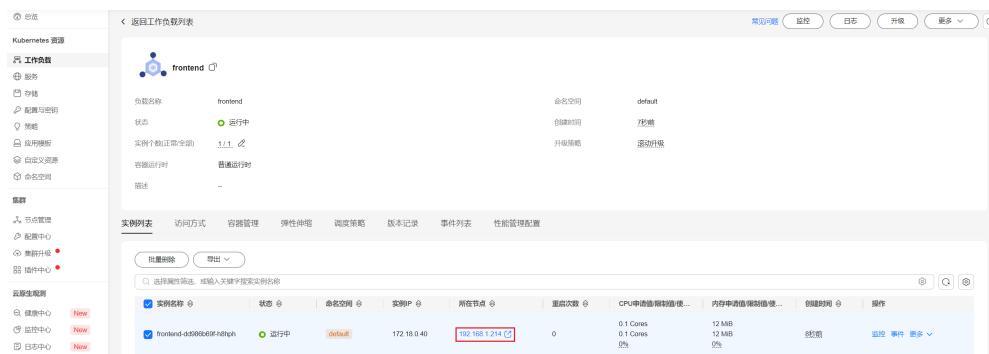 总览
Kubernetes 资源
工作负载
服务
存储
配置与密钥
策略
应用模板
自定义资源
命名空间
集群
节点管理
配置中心
集群升级
插件中心
云原生观测
健康中心 New
监控中心 New
日志中心 New
返回工作负载列表
常见问题 监控 日志 升级 更多
frontend
负载名称 frontend 命名空间 default
状态 运行中 创建时间 7秒前
实例个数(正常/全部) 1 / 1 升级策略 滚动升级
容器运行时 普通运行时
描述 --
实例列表 访问方式 容器管理 弹性伸缩 调度策略 版本记录 事件列表 性能管理配置
批量删除 导出
选择属性筛选，或输入关键字搜索实例名称
实例名称 状态 命名空间 实例IP 所在节点 重启次数 CPU申请值/限制值/使... 内存申请值/限制值/使... 创建时间 操作
frontend-dd986b69f-h8hph 运行中 default 172.18.0.40 192.168.1.214 0 0.1 Cores 12 MiB 8秒前 监控 事件 更多
0.1 Cores 12 MiB
0% 0%